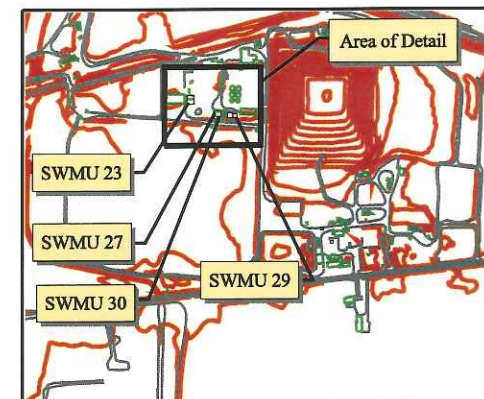 Area of Detail
SWMU 23
SWMU 27
SWMU 29
SWMU 30